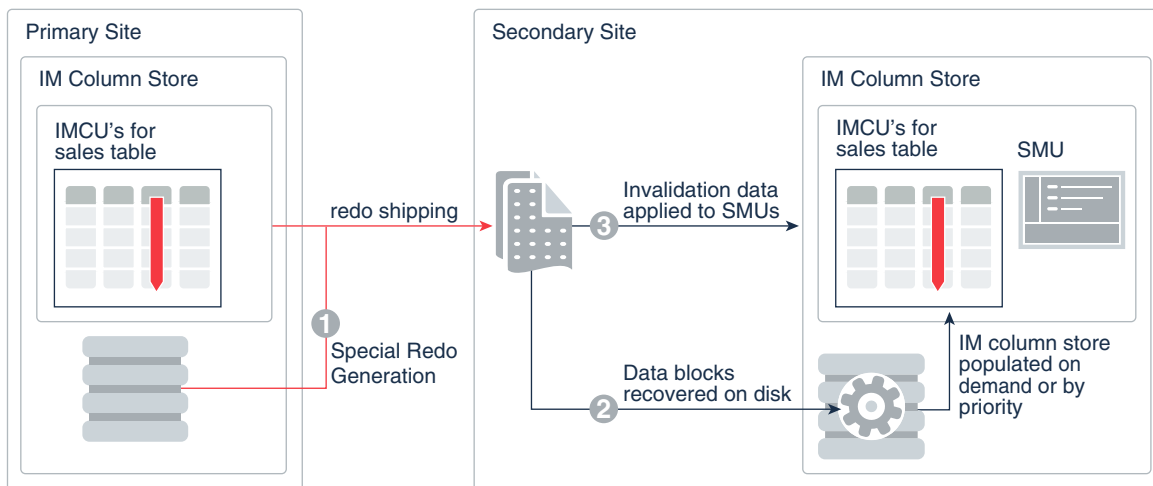 Primary Site
IM Column Store
IMCU's for
sales table
redo shipping
1
Special Redo
Generation
Secondary Site
3
Invalidation data
applied to SMUs
2
Data blocks
recovered on disk
IM Column Store
IMCU's for
sales table
SMU
IM column store
populated on
demand or by
priority